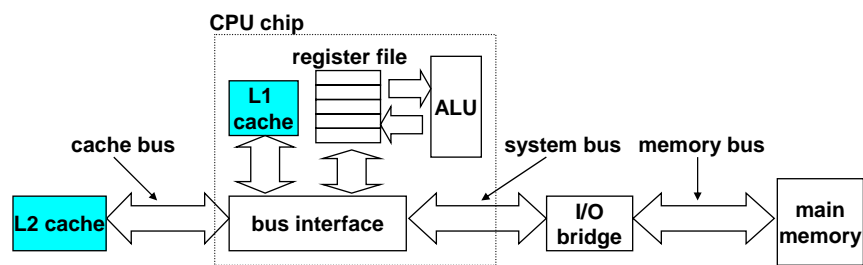 CPU chip
register file
L1
cache
ALU
cache bus
system bus
memory bus
L2 cache
bus interface
I/O
bridge
main
memory